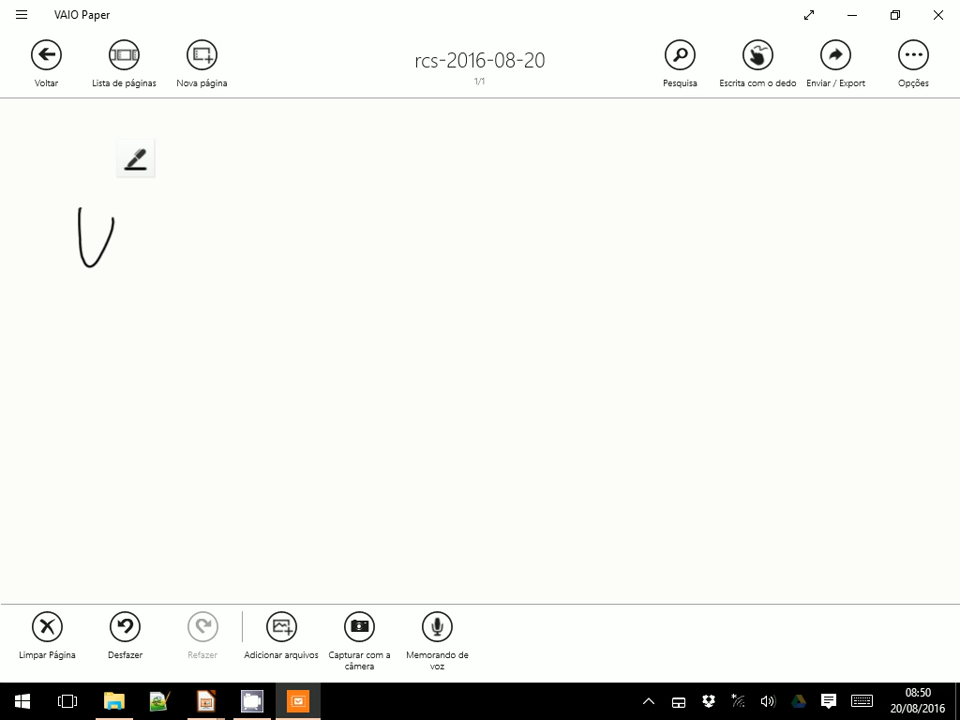 VAIO Paper
Voltar
Lista de páginas
Nova página
rcs-2016-08-20
1/1
Pesquisa
Escrita com o dedo
Enviar / Export
Opções
U
Limpar Página
Desfazer
Refazer
Adicionar arquivos
Capturar com a
câmera
Memorando de
voz
08:50
20/08/2016